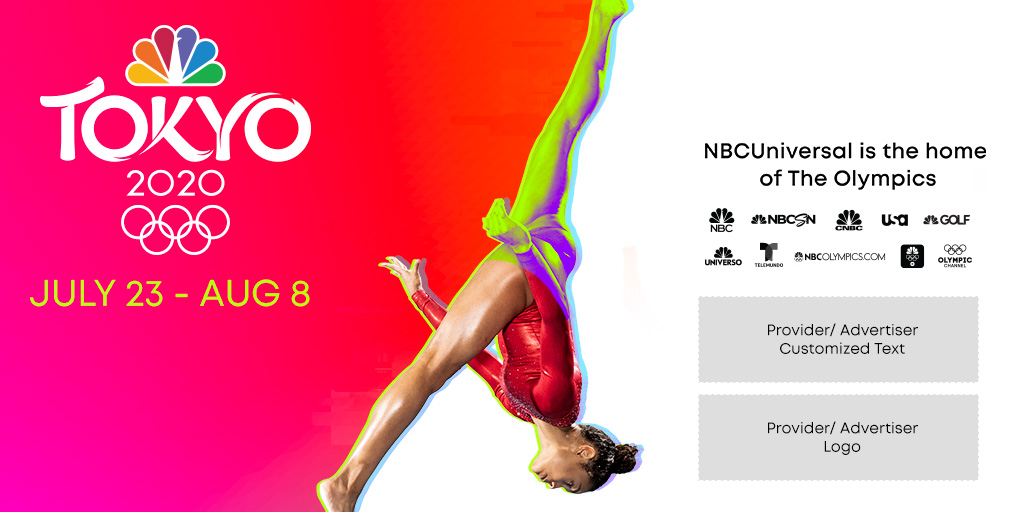 TOKYO
2020
JULY 23 - AUG 8
NBCUniversal is the home
of The Olympics
NBC NBCSN CNBC USA GOLF
UNIVERSO TELEMUNDO NBCOLYMPICS.COM OLYMPIC
CHANNEL
Provider/ Advertiser
Customized Text
Provider/ Advertiser
Logo